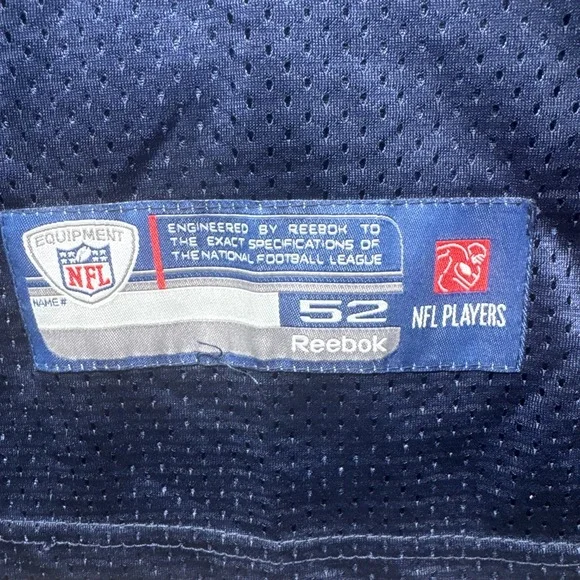 EQUIPMENT
NFL
NAME #
ENGINEERED BY REEBOK TO
THE EXACT SPECIFICATIONS OF
THE NATIONAL FOOTBALL LEAGUE
52
Reebok
NFL PLAYERS